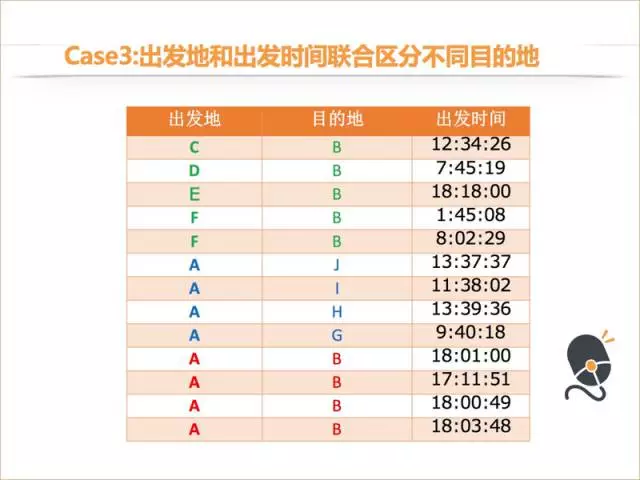 Case3:出发地和出发时间联合区分不同目的地
出发地 目的地 出发时间
C B 12:34:26
D B 7:45:19
E B 18:18:00
F B 1:45:08
F B 8:02:29
A J 13:37:37
A I 11:38:02
A H 13:39:36
A G 9:40:18
A B 18:01:00
A B 17:11:51
A B 18:00:49
A B 18:03:48